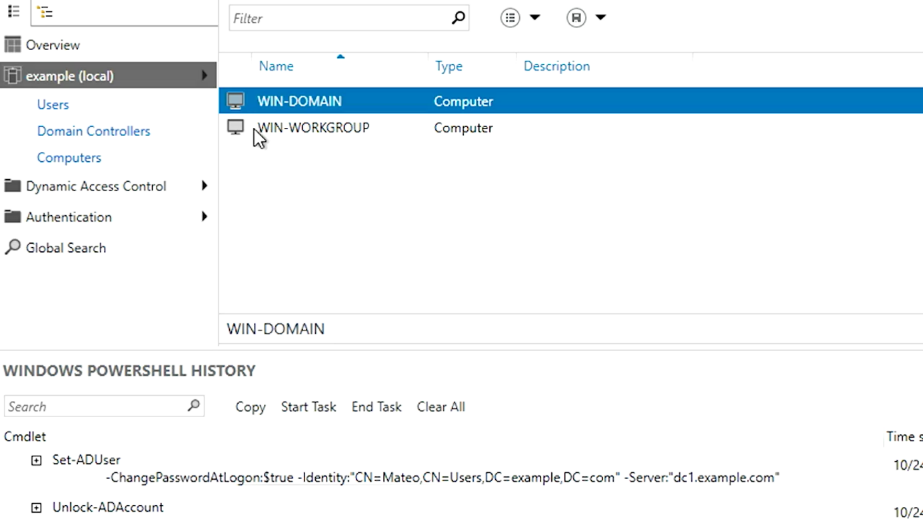 Filter
Overview
example (local)
Users
Domain Controllers
Computers
Dynamic Access Control
Authentication
Global Search
Name Type Description
WIN-DOMAIN Computer
WIN-WORKGROUP Computer
WIN-DOMAIN
WINDOWS POWERSHELL HISTORY
Search Copy Start Task End Task Clear All
Cmdlet Time s
Set-ADUser 10/24
-ChangePasswordAtLogon:$true -Identity:"CN=Mateo,CN=Users,DC=example,DC=com" -Server:"dc1.example.com"
Unlock-ADAccount 10/24